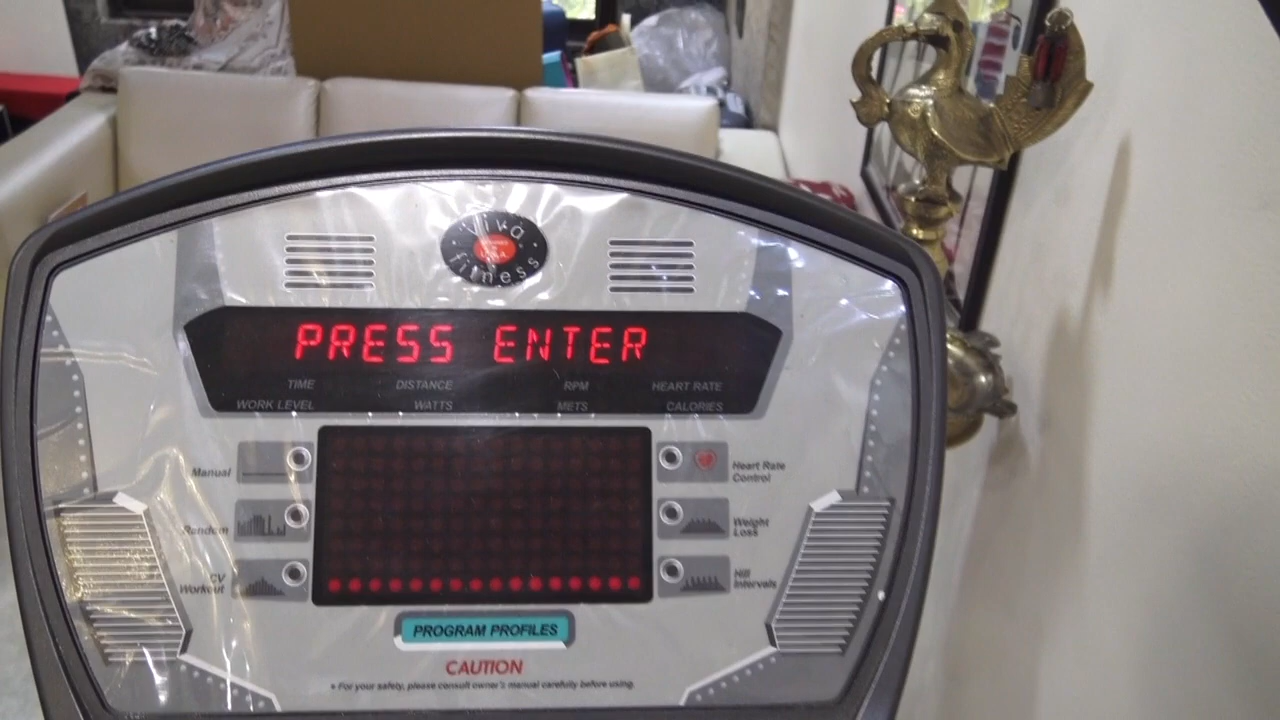 viva
fitness
PRESS ENTER
TIME DISTANCE RPM HEART RATE
WORK LEVEL WATTS METS CALORIES
Manual
Random
CV
Workout
Heart Rate
Control
Weight
Loss
Hill
Intervals
PROGRAM PROFILES
CAUTION
* For your safety, please consult owner's manual carefully before using.